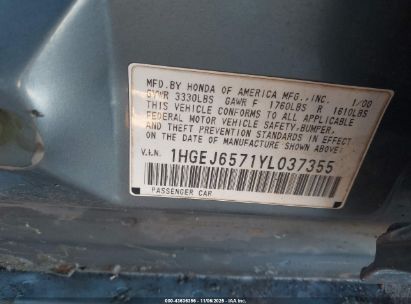 MFD.BY HONDA OF AMERICA MFG.,INC. 1/00
GVWR 3330LBS GAWR F 1760LBS R 1610LBS
THIS VEHICLE CONFORMS TO ALL APPLICABLE
FEDERAL MOTOR VEHICLE SAFETY-BUMPER,
AND THEFT PREVENTION STANDARDS IN EFFECT
ON THE DATE OF MANUFACTURE SHOWN ABOVE.
V.I.N. 1HGEJ6571YL037355
PASSENGER CAR